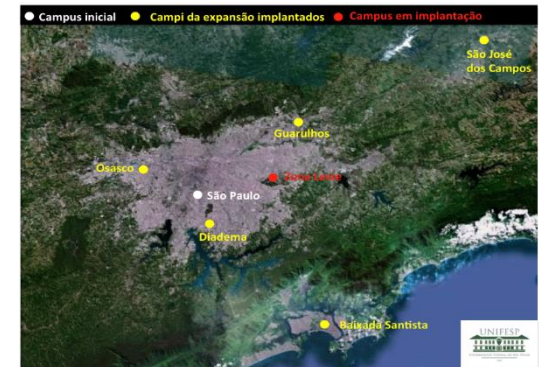 Campus inicial
Campi da expansão implantados
Campus em implantação
São José
dos Campos
Guarulhos
Osasco
Zona Leste
São Paulo
Diadema
Baixada Santista
UNIFESP